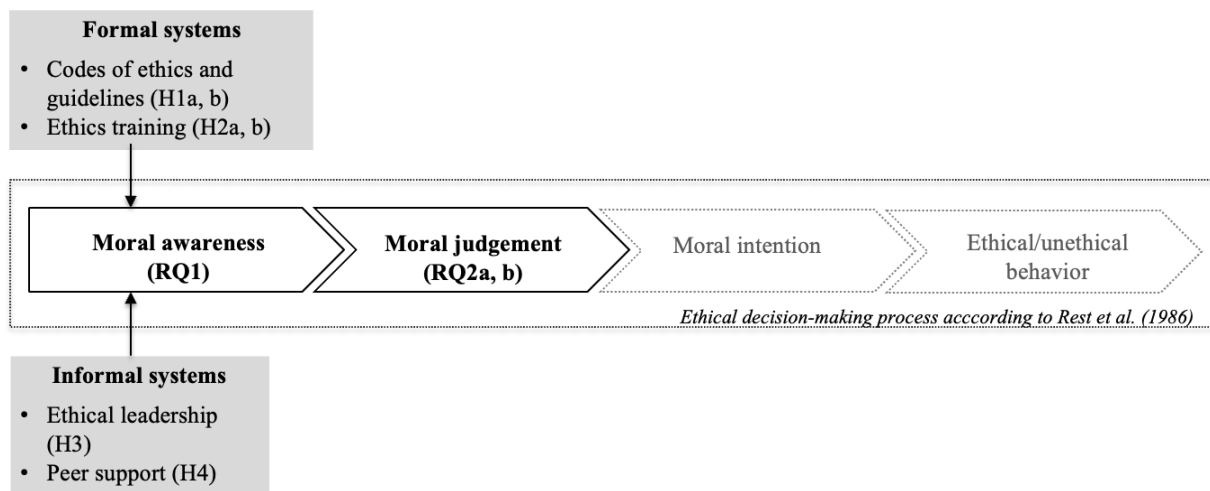 Formal systems
• Codes of ethics and
guidelines (H1a, b)
• Ethics training (H2a, b)
Moral awareness
(RQ1)
Moral judgement
(RQ2a, b)
Moral intention
Ethical/unethical
behavior
Ethical decision-making process acccording to Rest et al. (1986)
Informal systems
• Ethical leadership
(H3)
• Peer support (H4)